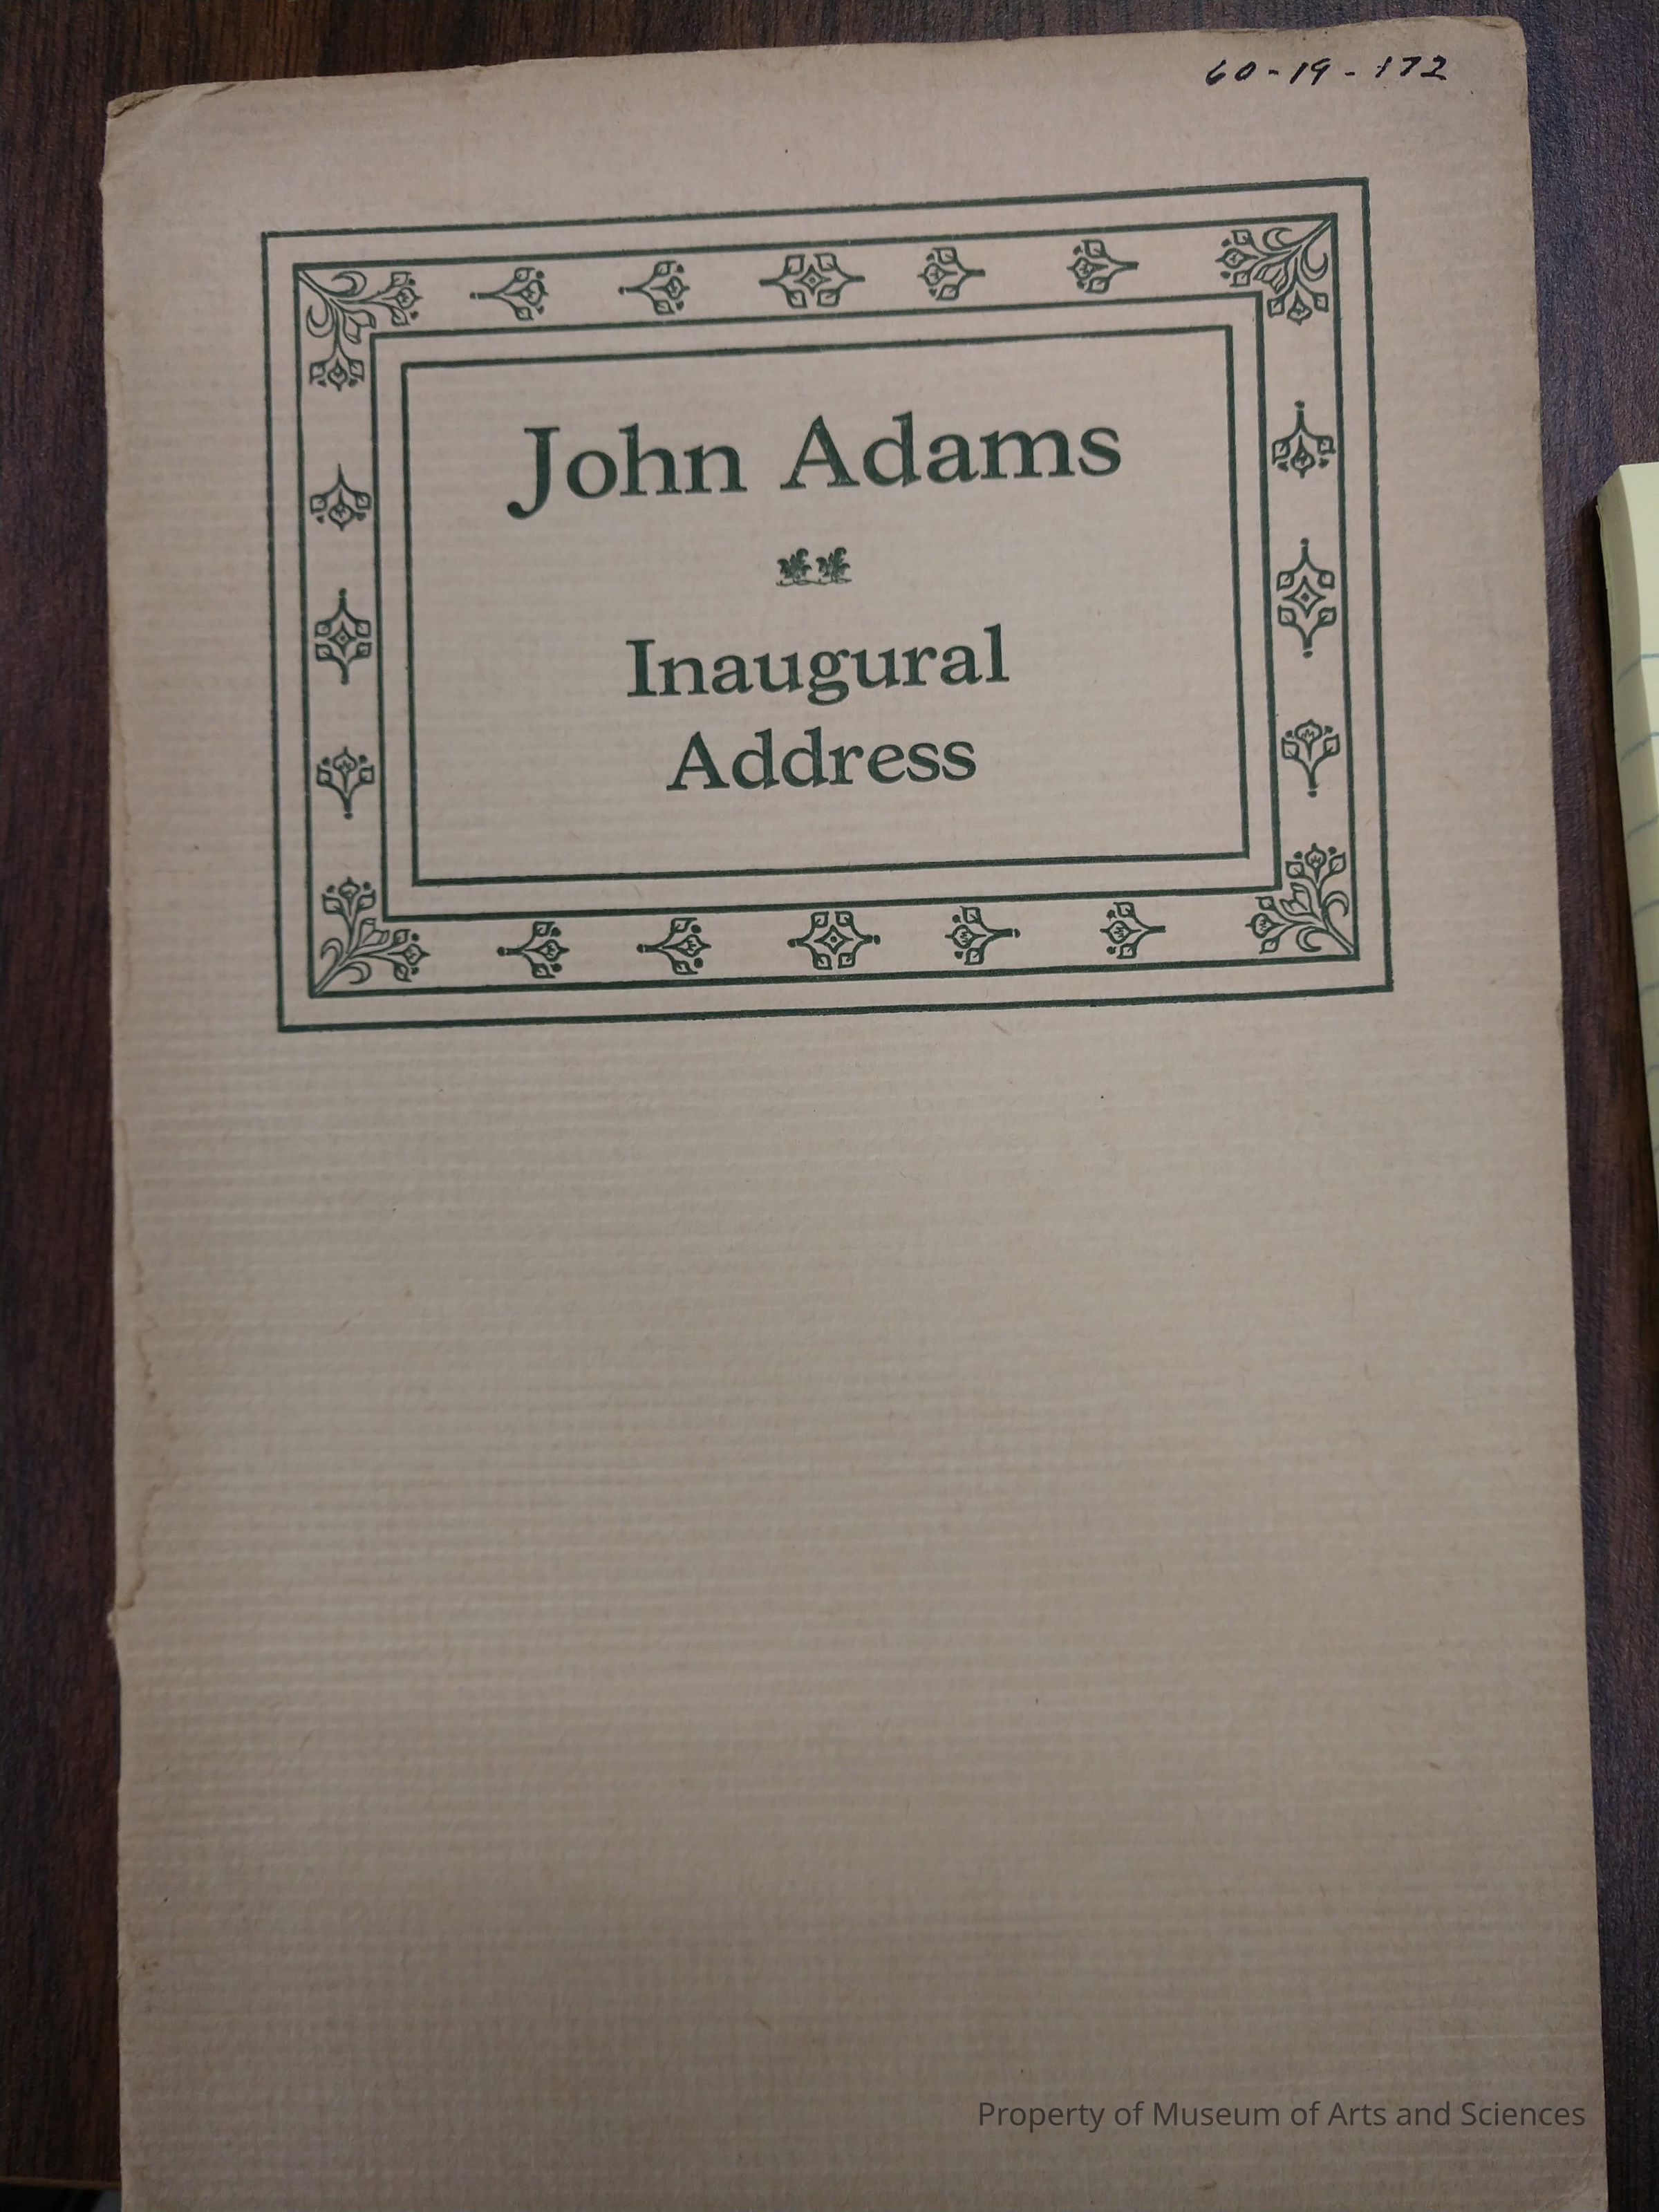 60-19-172
John Adams
Inaugural
Address
Property of Museum of Arts and Sciences